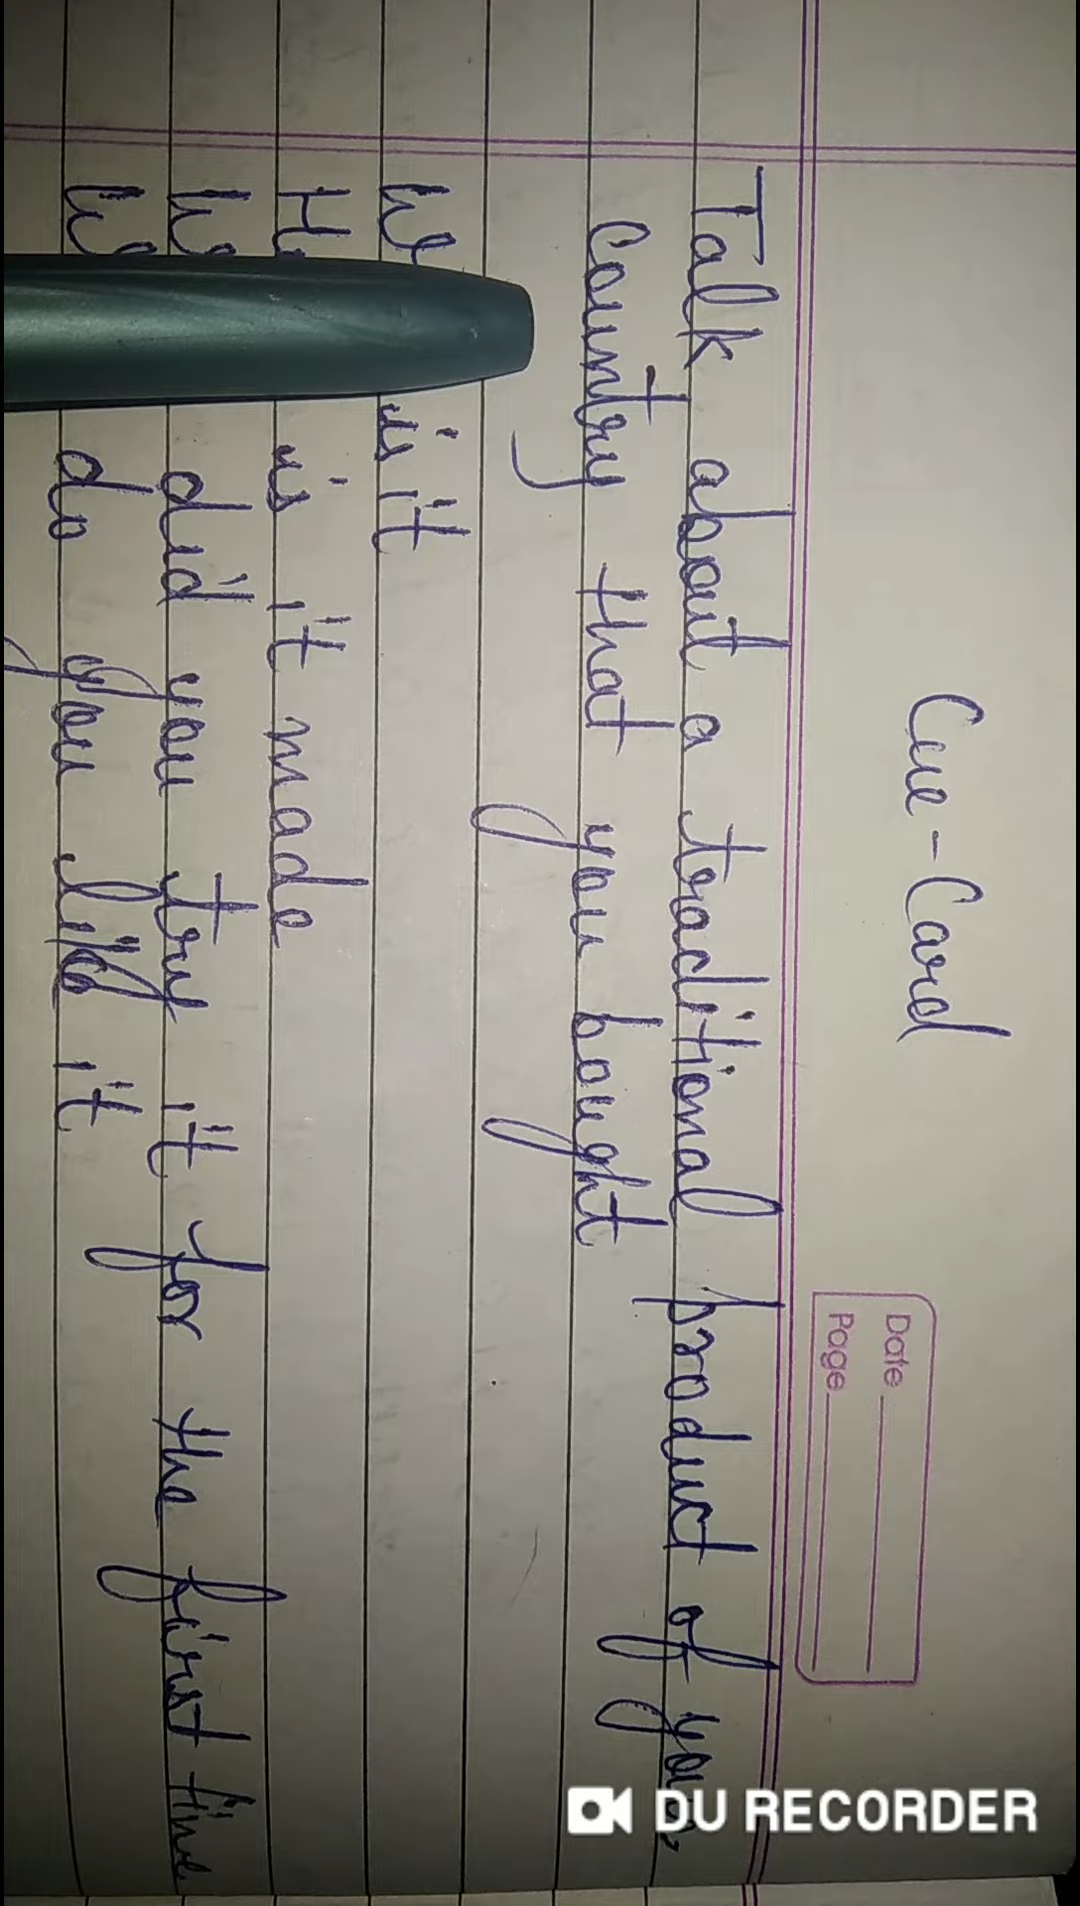 Cue-Card
Date
Page
Talk about a traditional product of your
Country that you bought
is it
is it made
did you try it for the first time
do you like it
DU RECORDER